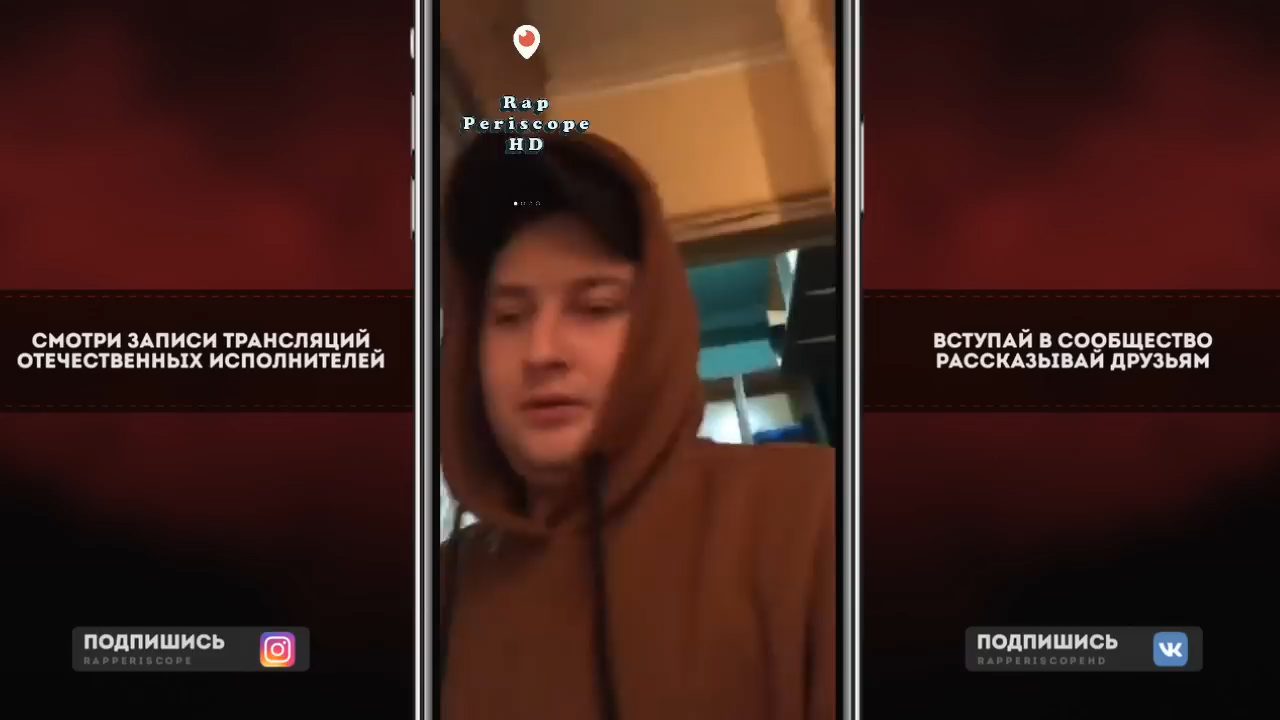 Rap
Periscope
HD
СМОТРИ ЗАПИСИ ТРАНСЛЯЦИЙ
ОТЕЧЕСТВЕННЫХ ИСПОЛНИТЕЛЕЙ
ВСТУПАЙ В СООБЩЕСТВО
РАССКАЗЫВАЙ ДРУЗЬЯМ
ПОДПИШИСЬ
RAPPERISCOPE
ПОДПИШИСЬ
RAPPERISCOPEHD